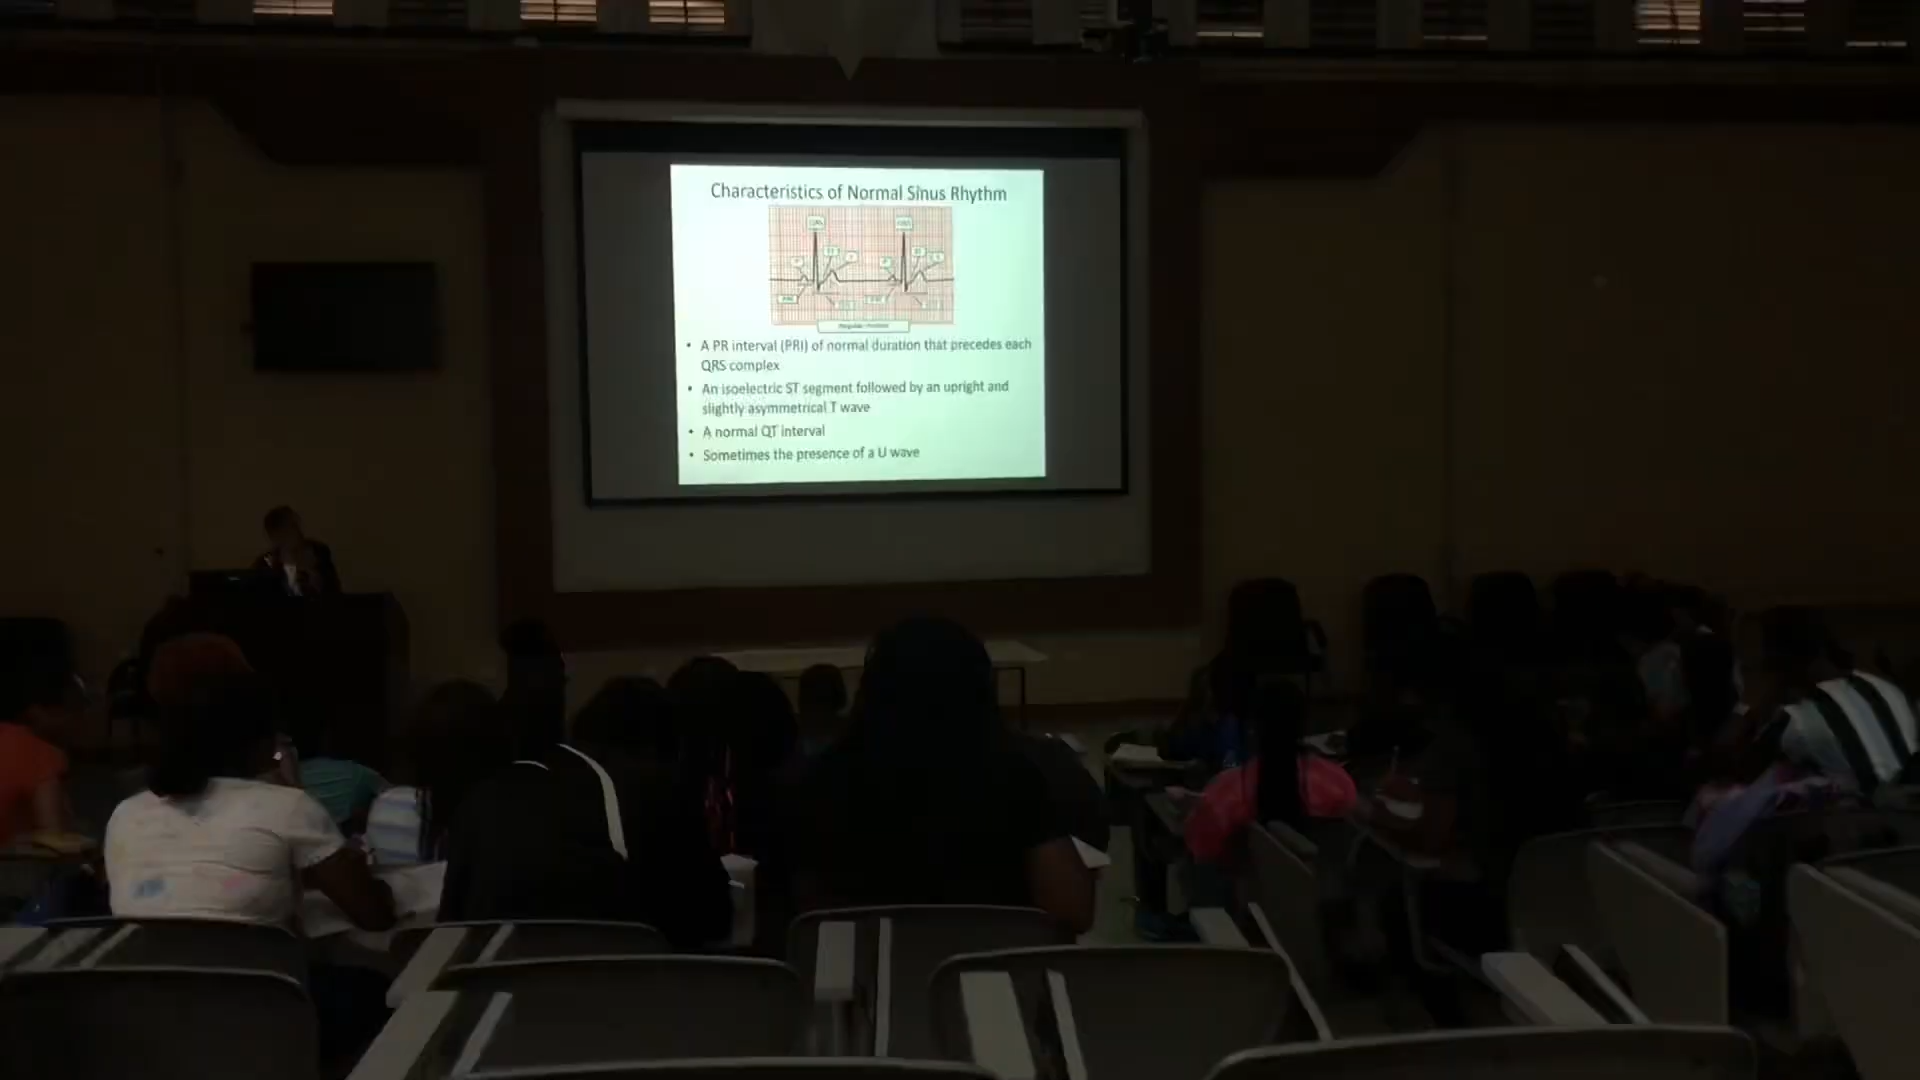 Characteristics of Normal Sinus Rhythm
• A PR interval (PRI) of normal duration that precedes each
QRS complex
• An isoelectric ST segment followed by an upright and
slightly asymmetrical T wave
• A normal QT interval
• Sometimes the presence of a U wave